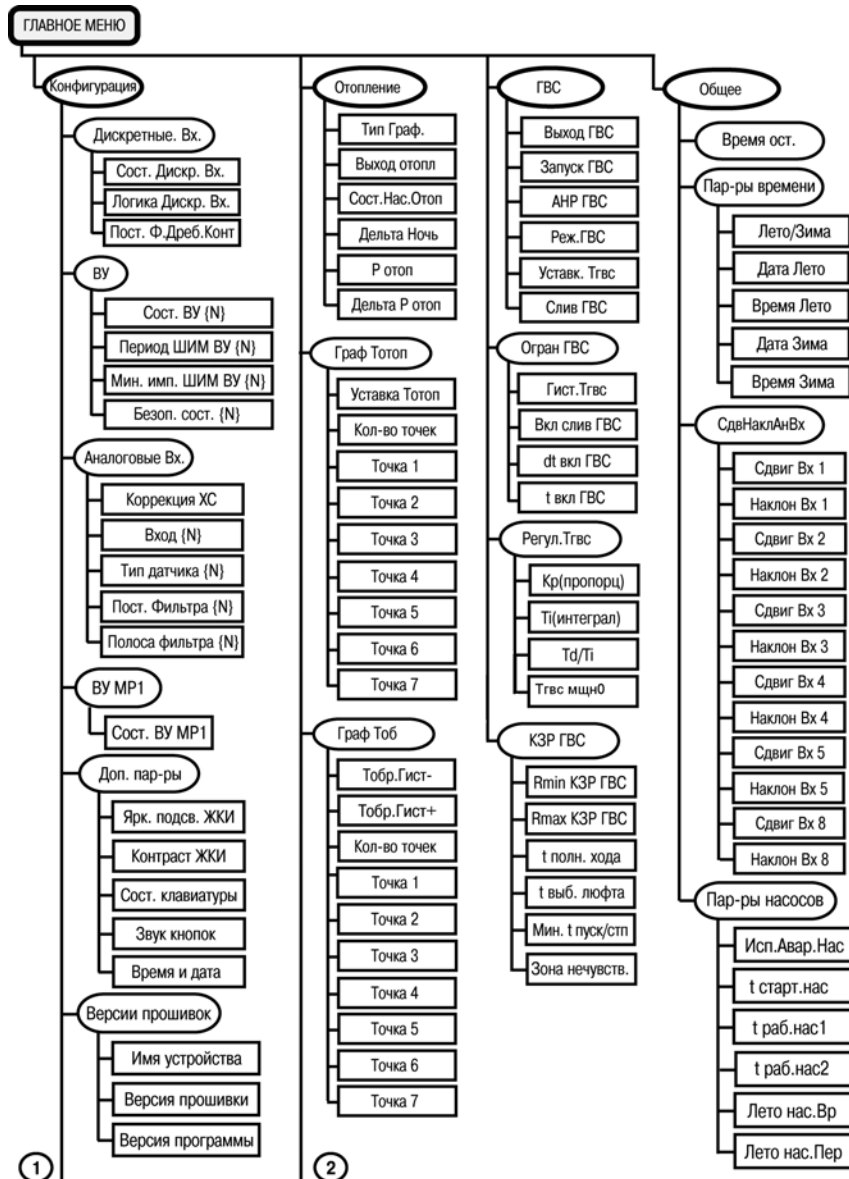 ГЛАВНОЕ МЕНЮ
Конфигурация
Дискретные. Вх.
Сост. Дискр. Вх.
Логика Дискр. Вх.
Пост. Ф.Дреб.Конт
ВУ
Сост. ВУ {N}
Период ШИМ ВУ {N}
Мин. имп. ШИМ ВУ {N}
Безоп. сост. {N}
Аналоговые Вх.
Коррекция ХС
Вход {N}
Тип датчика {N}
Пост. Фильтра {N}
Полоса фильтра {N}
ВУ МР1
Сост. ВУ МР1
Доп. пар-ры
Ярк. подсв. ЖКИ
Контраст ЖКИ
Сост. клавиатуры
Звук кнопок
Время и дата
Версии прошивок
Имя устройства
Версия прошивки
Версия программы
1
Отопление
Тип Граф.
Выход отопл
Сост.Нас.Отоп
Дельта Ночь
Р отоп
Дельта Р отоп
Граф Тотоп
Уставка Тотоп
Кол-во точек
Точка 1
Точка 2
Точка 3
Точка 4
Точка 5
Точка 6
Точка 7
Граф Тоб
Тобр.Гист-
Тобр.Гист+
Кол-во точек
Точка 1
Точка 2
Точка 3
Точка 4
Точка 5
Точка 6
Точка 7
2
ГВС
Выход ГВС
Запуск ГВС
АНР ГВС
Реж.ГВС
Уставк. Тгвс
Слив ГВС
Огран ГВС
Гист.Тгвс
Вкл слив ГВС
dt вкл ГВС
t вкл ГВС
Регул.Тгвс
Кр(пропорц)
Ti(интеграл)
Td/Ti
Тгвс мщн0
КЗР ГВС
Rmin КЗР ГВС
Rmax КЗР ГВС
t полн. хода
t выб. люфта
Мин. t пуск/стп
Зона нечувств.
Общее
Время ост.
Пар-ры времени
Лето/Зима
Дата Лето
Время Лето
Дата Зима
Время Зима
СдвНаклАнВх
Сдвиг Вх 1
Наклон Вх 1
Сдвиг Вх 2
Наклон Вх 2
Сдвиг Вх 3
Наклон Вх 3
Сдвиг Вх 4
Наклон Вх 4
Сдвиг Вх 5
Наклон Вх 5
Сдвиг Вх 8
Наклон Вх 8
Пар-ры насосов
Исп.Авар.Нас
t старт.нас
t раб.нас1
t раб.нас2
Лето нас.Вр
Лето нас.Пер